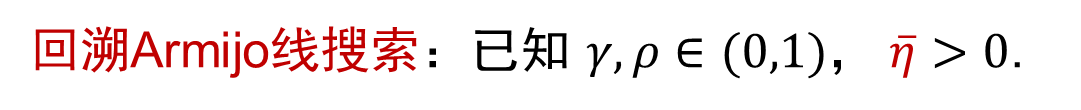 回溯Armijo线搜索：已知 γ, ρ ∈ (0,1)， η̄ > 0.